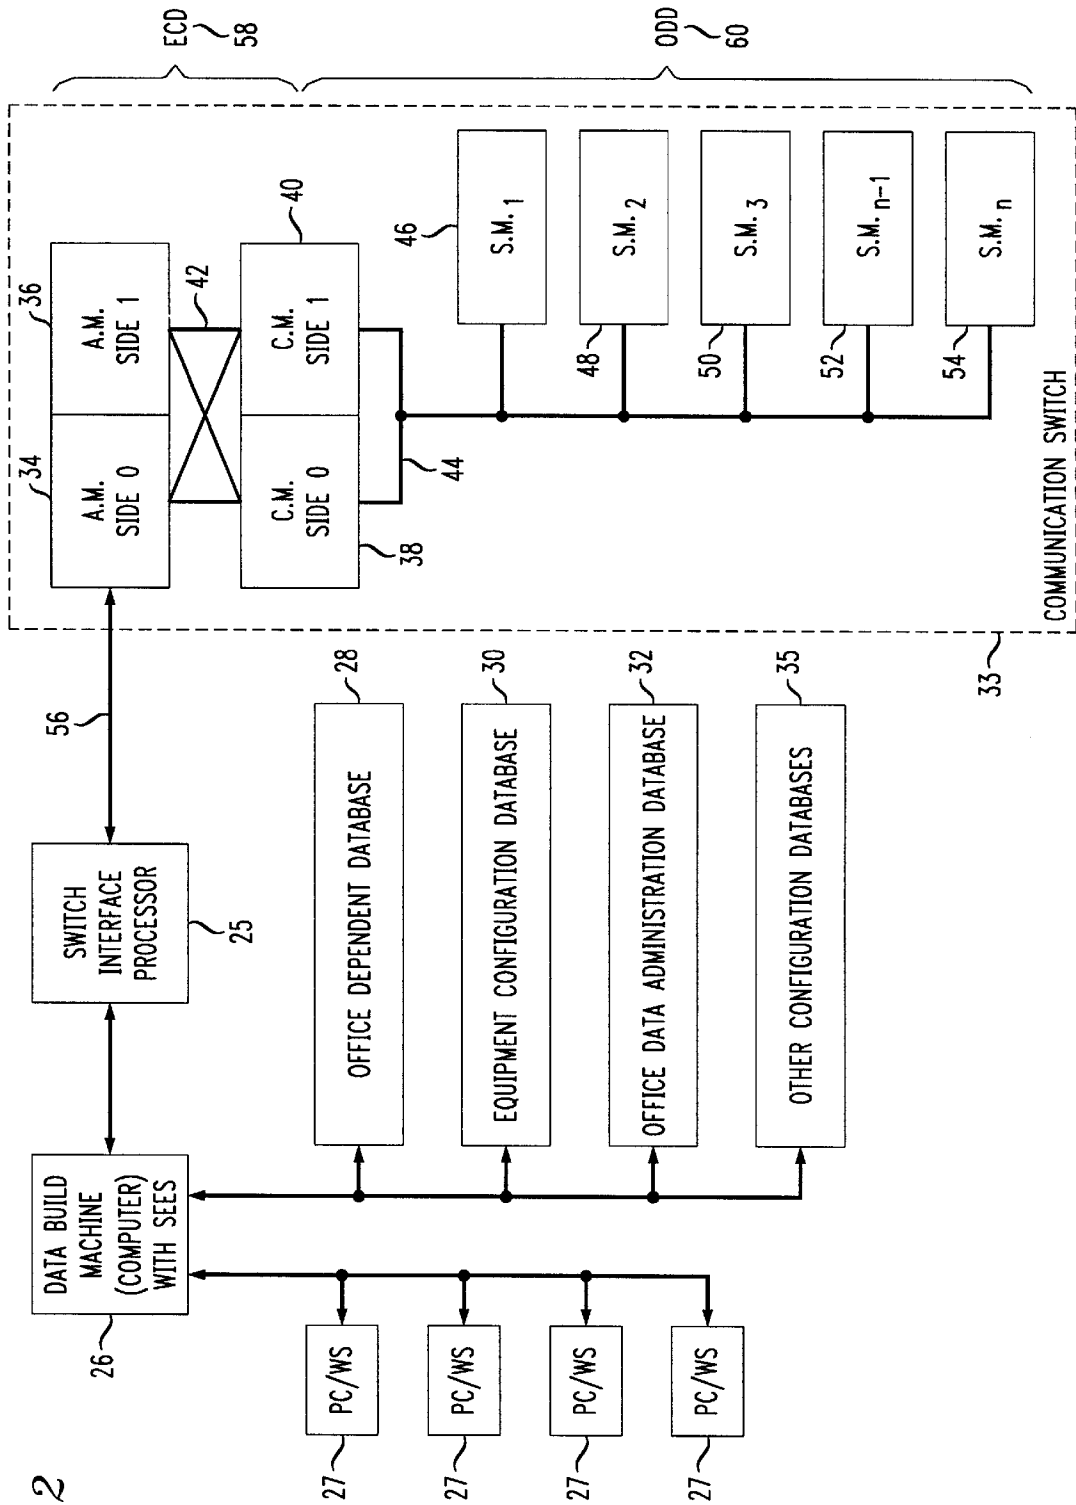 2
26
DATA BUILD
MACHINE
(COMPUTER)
WITH SEES
SWITCH
INTERFACE
PROCESSOR
25
56
34
A.M.
SIDE 0
36
A.M.
SIDE 1
42
C.M.
SIDE 0
38
C.M.
SIDE 1
40
44
ECD
58
ODD
60
46
S.M.1
48
S.M.2
50
S.M.3
52
S.M.n-1
54
S.M.n
COMMUNICATION SWITCH
33
28
OFFICE DEPENDENT DATABASE
30
EQUIPMENT CONFIGURATION DATABASE
32
OFFICE DATA ADMINISTRATION DATABASE
35
OTHER CONFIGURATION DATABASES
27
PC/WS
27
PC/WS
27
PC/WS
27
PC/WS